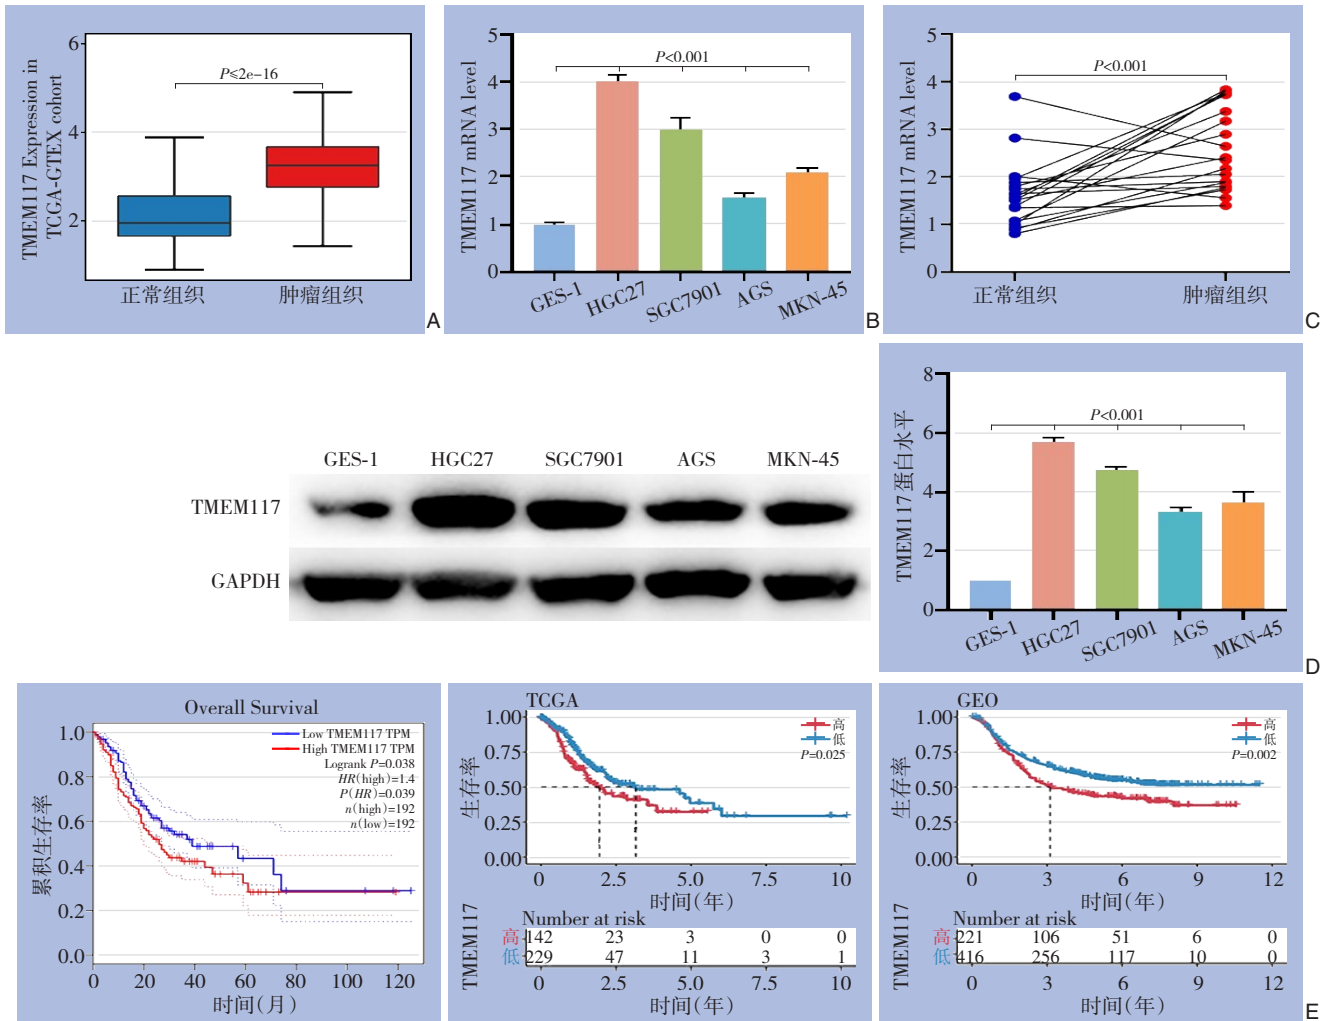 TMEM117 Expression in
TCGA-GTEX cohort
6
4
2
P≤2e-16
正常组织
肿瘤组织
A
TMEM117 mRNA level
5
4
3
2
1
0
P<0.001
GES-1
HGC27
SGC7901
AGS
MKN-45
B
TMEM117 mRNA level
5
4
3
2
1
0
P<0.001
正常组织
肿瘤组织
C
GES-1 HGC27 SGC7901 AGS MKN-45
TMEM117
GAPDH
TMEM117蛋白水平
8
6
4
2
0
P<0.001
GES-1
HGC27
SGC7901
AGS
MKN-45
D
Overall Survival
累积生存率
1.0
0.8
0.6
0.4
0.2
0.0
Low TMEM117 TPM
High TMEM117 TPM
Logrank P=0.038
HR(high)=1.4
P(HR)=0.039
n(high)=192
n(low)=192
0 20 40 60 80 100 120
时间(月)
TCGA
生存率
1.00
0.75
0.50
0.25
0.00
高
低
P=0.025
0 2.5 5.0 7.5 10
时间(年)
TMEM117
Number at risk
高 142 23 3 0 0
低 229 47 11 3 1
0 2.5 5.0 7.5 10
时间(年)
GEO
生存率
1.00
0.75
0.50
0.25
0.00
高
低
P=0.002
0 3 6 9 12
时间(年)
TMEM117
Number at risk
高 221 106 51 6 0
低 416 256 117 10 0
0 3 6 9 12
时间(年)
E